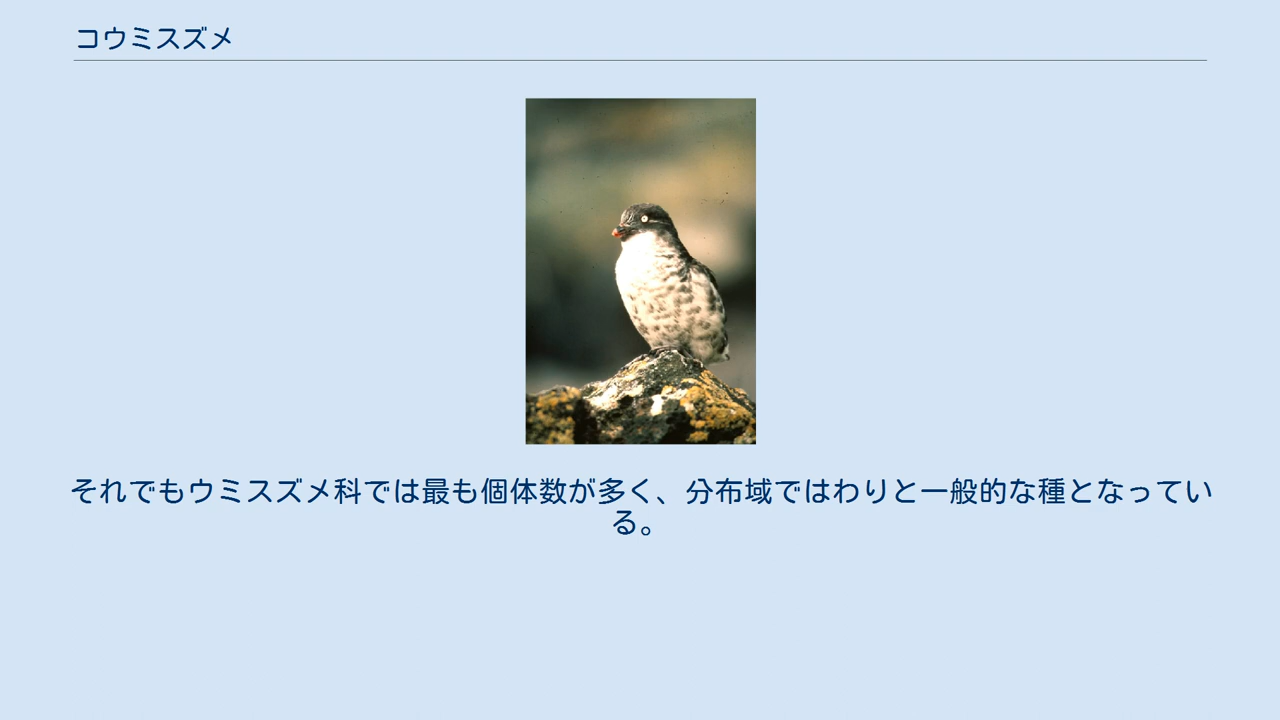 コウミスズメ
それでもウミスズメ科では最も個体数が多く、分布域ではわりと一般的な種となってい
る。